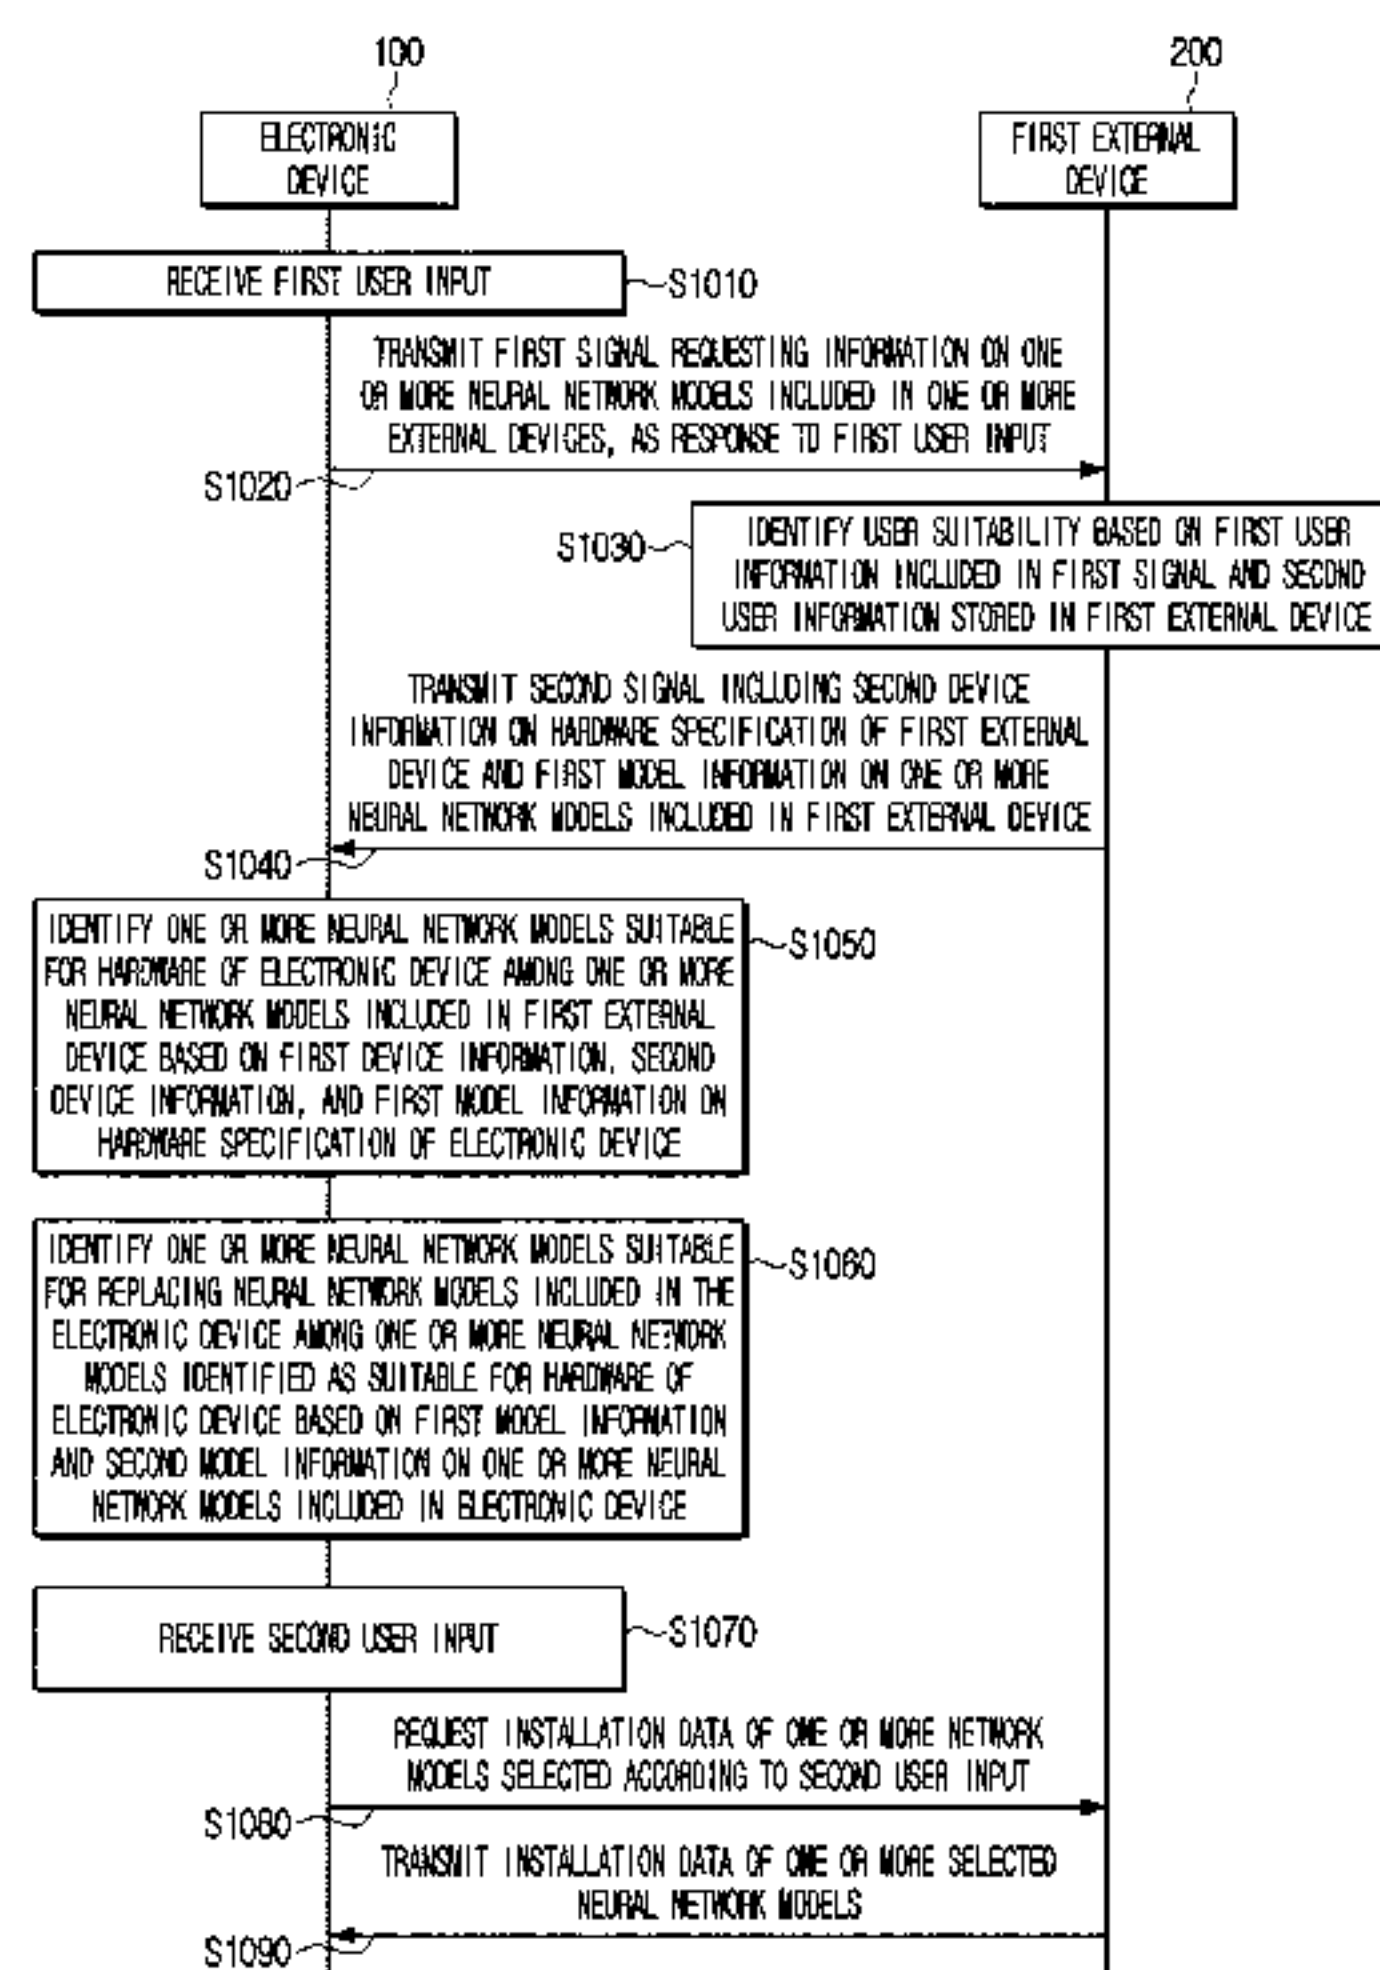 100
200
ELECTRONIC
DEVICE
FIRST EXTERNAL
DEVICE
RECEIVE FIRST USER INPUT
S1010
TRANSMIT FIRST SIGNAL REQUESTING INFORMATION ON ONE
OR MORE NEURAL NETWORK MODELS INCLUDED IN ONE OR MORE
EXTERNAL DEVICES, AS RESPONSE TO FIRST USER INPUT
S1020
S1030
IDENTIFY USER SUITABILITY BASED ON FIRST USER
INFORMATION INCLUDED IN FIRST SIGNAL AND SECOND
USER INFORMATION STORED IN FIRST EXTERNAL DEVICE
TRANSMIT SECOND SIGNAL INCLUDING SECOND DEVICE
INFORMATION ON HARDWARE SPECIFICATION OF FIRST EXTERNAL
DEVICE AND FIRST MODEL INFORMATION ON ONE OR MORE
NEURAL NETWORK MODELS INCLUDED IN FIRST EXTERNAL DEVICE
S1040
IDENTIFY ONE OR MORE NEURAL NETWORK MODELS SUITABLE
FOR HARDWARE OF ELECTRONIC DEVICE AMONG ONE OR MORE
NEURAL NETWORK MODELS INCLUDED IN FIRST EXTERNAL
DEVICE BASED ON FIRST DEVICE INFORMATION, SECOND
DEVICE INFORMATION, AND FIRST MODEL INFORMATION ON
HARDWARE SPECIFICATION OF ELECTRONIC DEVICE
S1050
IDENTIFY ONE OR MORE NEURAL NETWORK MODELS SUITABLE
FOR REPLACING NEURAL NETWORK MODELS INCLUDED IN THE
ELECTRONIC DEVICE AMONG ONE OR MORE NEURAL NETWORK
MODELS IDENTIFIED AS SUITABLE FOR HARDWARE OF
ELECTRONIC DEVICE BASED ON FIRST MODEL INFORMATION
AND SECOND MODEL INFORMATION ON ONE OR MORE NEURAL
NETWORK MODELS INCLUDED IN ELECTRONIC DEVICE
S1060
RECEIVE SECOND USER INPUT
S1070
REQUEST INSTALLATION DATA OF ONE OR MORE NETWORK
MODELS SELECTED ACCORDING TO SECOND USER INPUT
S1080
TRANSMIT INSTALLATION DATA OF ONE OR MORE SELECTED
NEURAL NETWORK MODELS
S1090